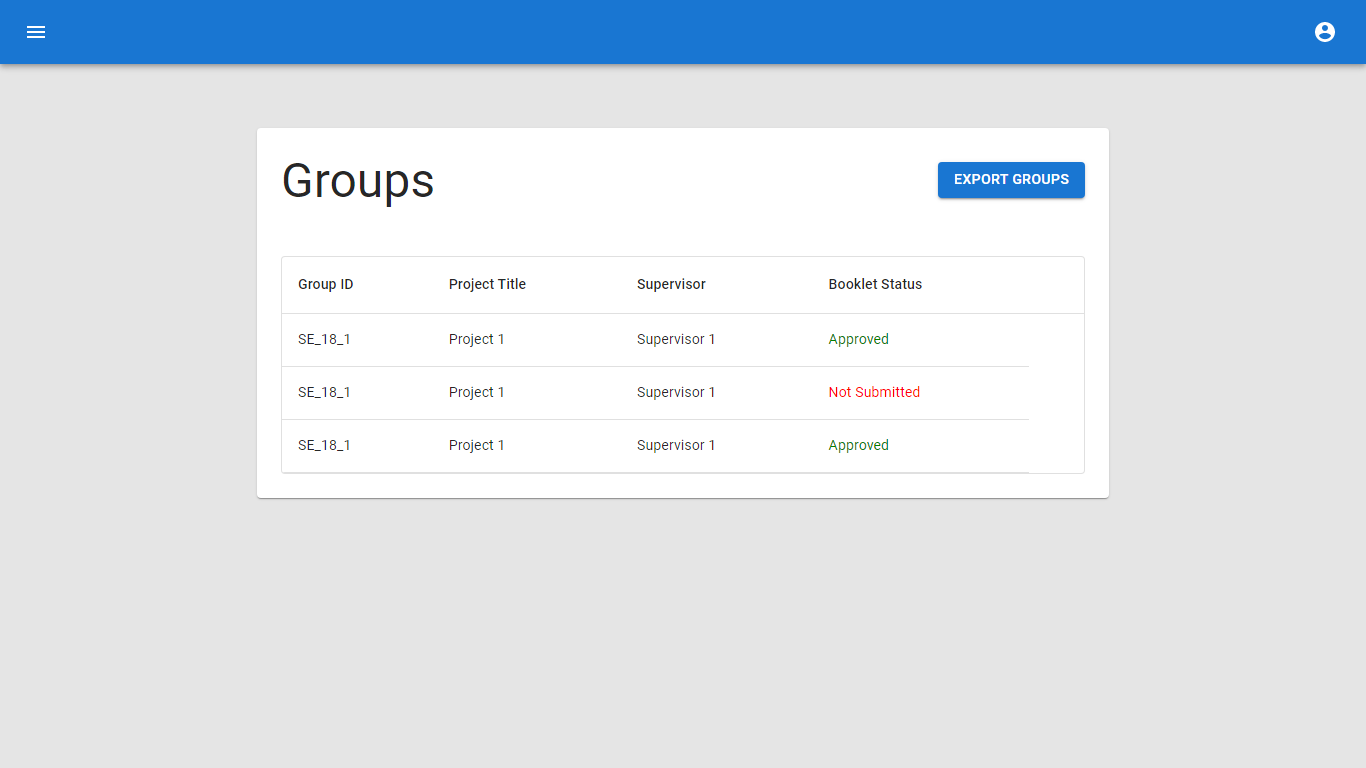 Groups
EXPORT GROUPS
Group ID Project Title Supervisor Booklet Status
SE_18_1 Project 1 Supervisor 1 Approved
SE_18_1 Project 1 Supervisor 1 Not Submitted
SE_18_1 Project 1 Supervisor 1 Approved